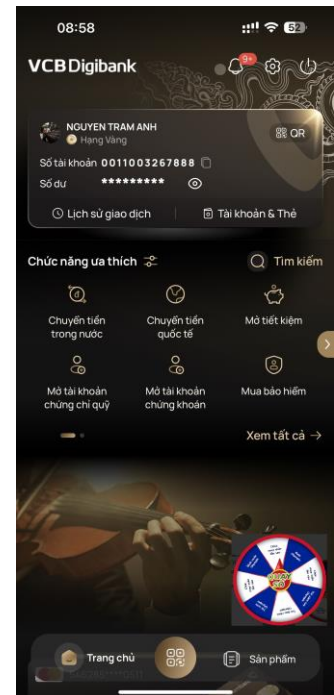 08:58
52
VCB Digibank
9+
NGUYEN TRAM ANH
Hạng Vàng
QR
Số tài khoản 0011003267888
Số dư *********
Lịch sử giao dịch
Tài khoản & Thẻ
Chức năng ưa thích
Tìm kiếm
Chuyển tiền trong nước
Chuyển tiền quốc tế
Mở tiết kiệm
Mở tài khoản chứng chỉ quỹ
Mở tài khoản chứng khoán
Mua bảo hiểm
Xem tất cả →
Trang chủ
Sản phẩm